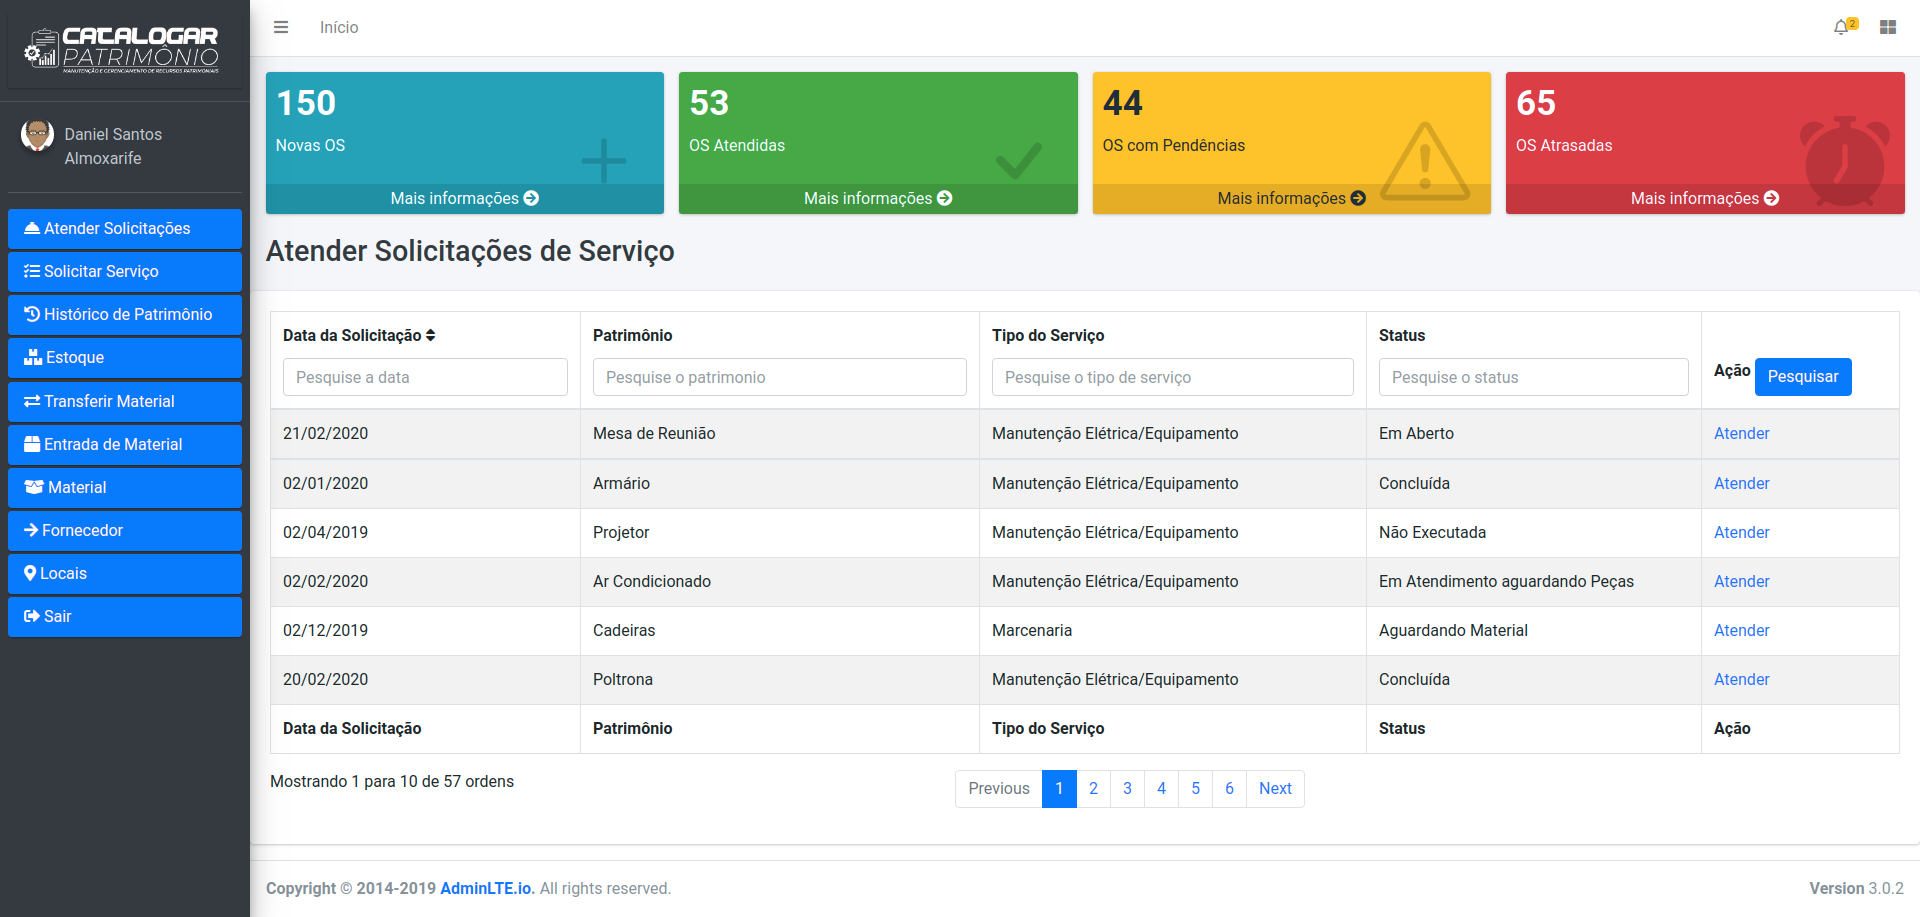 CATALOGAR
PATRIMÔNIO
MANUTENÇÃO E GERENCIAMENTO DE RECURSOS PATRIMONIAIS
Daniel Santos
Almoxarife
Atender Solicitações
Solicitar Serviço
Histórico de Patrimônio
Estoque
Transferir Material
Entrada de Material
Material
Fornecedor
Locais
Sair
Início
2
150
Novas OS
Mais informações
53
OS Atendidas
Mais informações
44
OS com Pendências
Mais informações
65
OS Atrasadas
Mais informações
Atender Solicitações de Serviço
Data da Solicitação Patrimônio Tipo do Serviço Status
Pesquise a data Pesquise o patrimonio Pesquise o tipo de serviço Pesquise o status Ação Pesquisar
21/02/2020 Mesa de Reunião Manutenção Elétrica/Equipamento Em Aberto Atender
02/01/2020 Armário Manutenção Elétrica/Equipamento Concluída Atender
02/04/2019 Projetor Manutenção Elétrica/Equipamento Não Executada Atender
02/02/2020 Ar Condicionado Manutenção Elétrica/Equipamento Em Atendimento aguardando Peças Atender
02/12/2019 Cadeiras Marcenaria Aguardando Material Atender
20/02/2020 Poltrona Manutenção Elétrica/Equipamento Concluída Atender
Data da Solicitação Patrimônio Tipo do Serviço Status Ação
Mostrando 1 para 10 de 57 ordens
Previous 1 2 3 4 5 6 Next
Copyright © 2014-2019 AdminLTE.io. All rights reserved.
Version 3.0.2